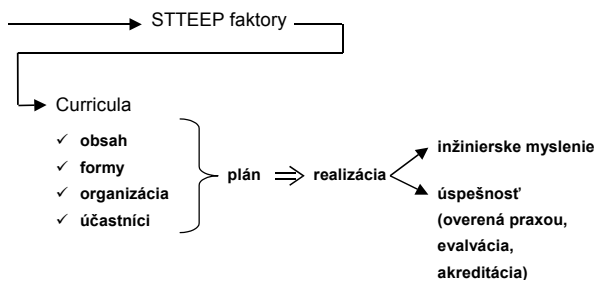 STTEEP faktory
Curricula
✓ obsah
✓ formy
✓ organizácia
✓ účastníci
plán
realizácia
inžinierske myslenie
úspešnosť
(overená praxou,
evalvácia,
akreditácia)